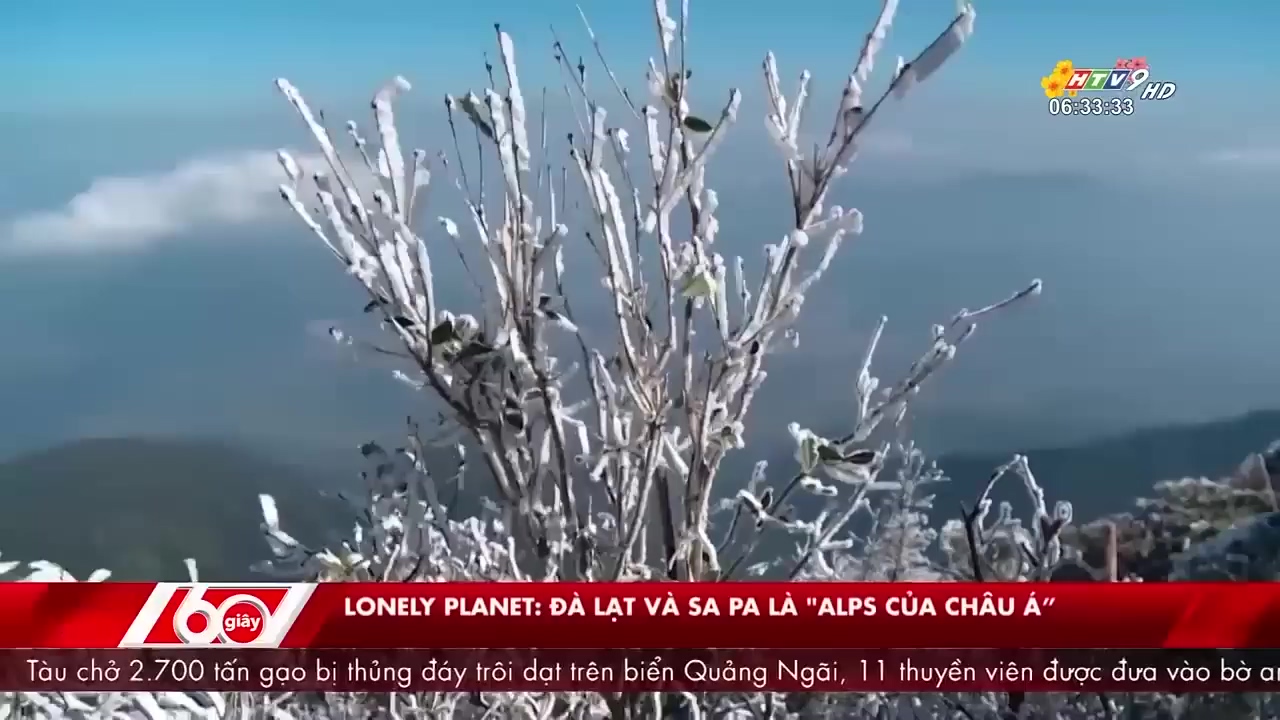 HTV9 HD
06:33:33
60 giây
LONELY PLANET: ĐÀ LẠT VÀ SA PA LÀ "ALPS CỦA CHÂU Á”
Tàu chở 2.700 tấn gạo bị thủng đáy trôi dạt trên biển Quảng Ngãi, 11 thuyền viên được đưa vào bờ